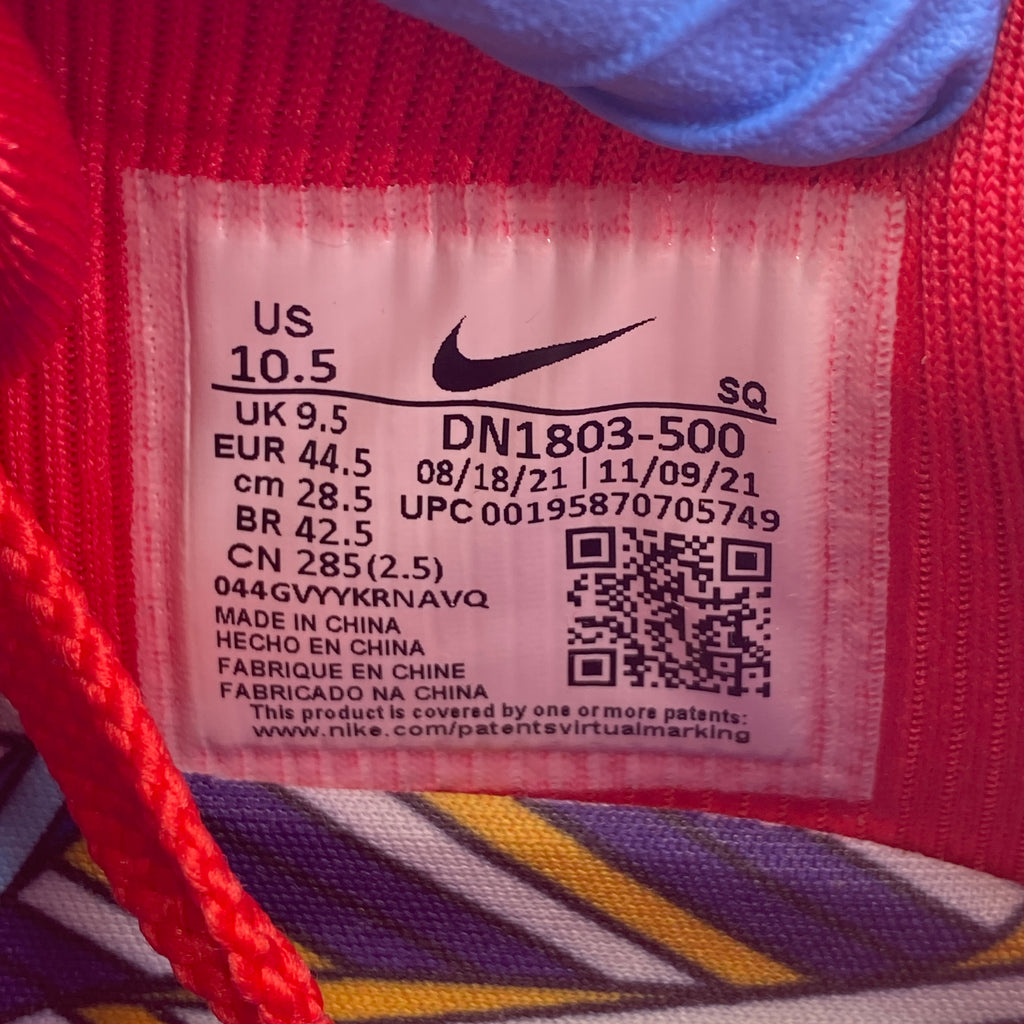 US
10.5
SQ
UK 9.5
EUR 44.5
cm 28.5
BR 42.5
CN 285(2.5)
DN1803-500
08/18/21 | 11/09/21
UPC 00195870705749
044GVYYKRNAVQ
MADE IN CHINA
HECHO EN CHINA
FABRIQUE EN CHINE
FABRICADO NA CHINA
This product is covered by one or more patents:
www.nike.com/patentsvirtualmarking